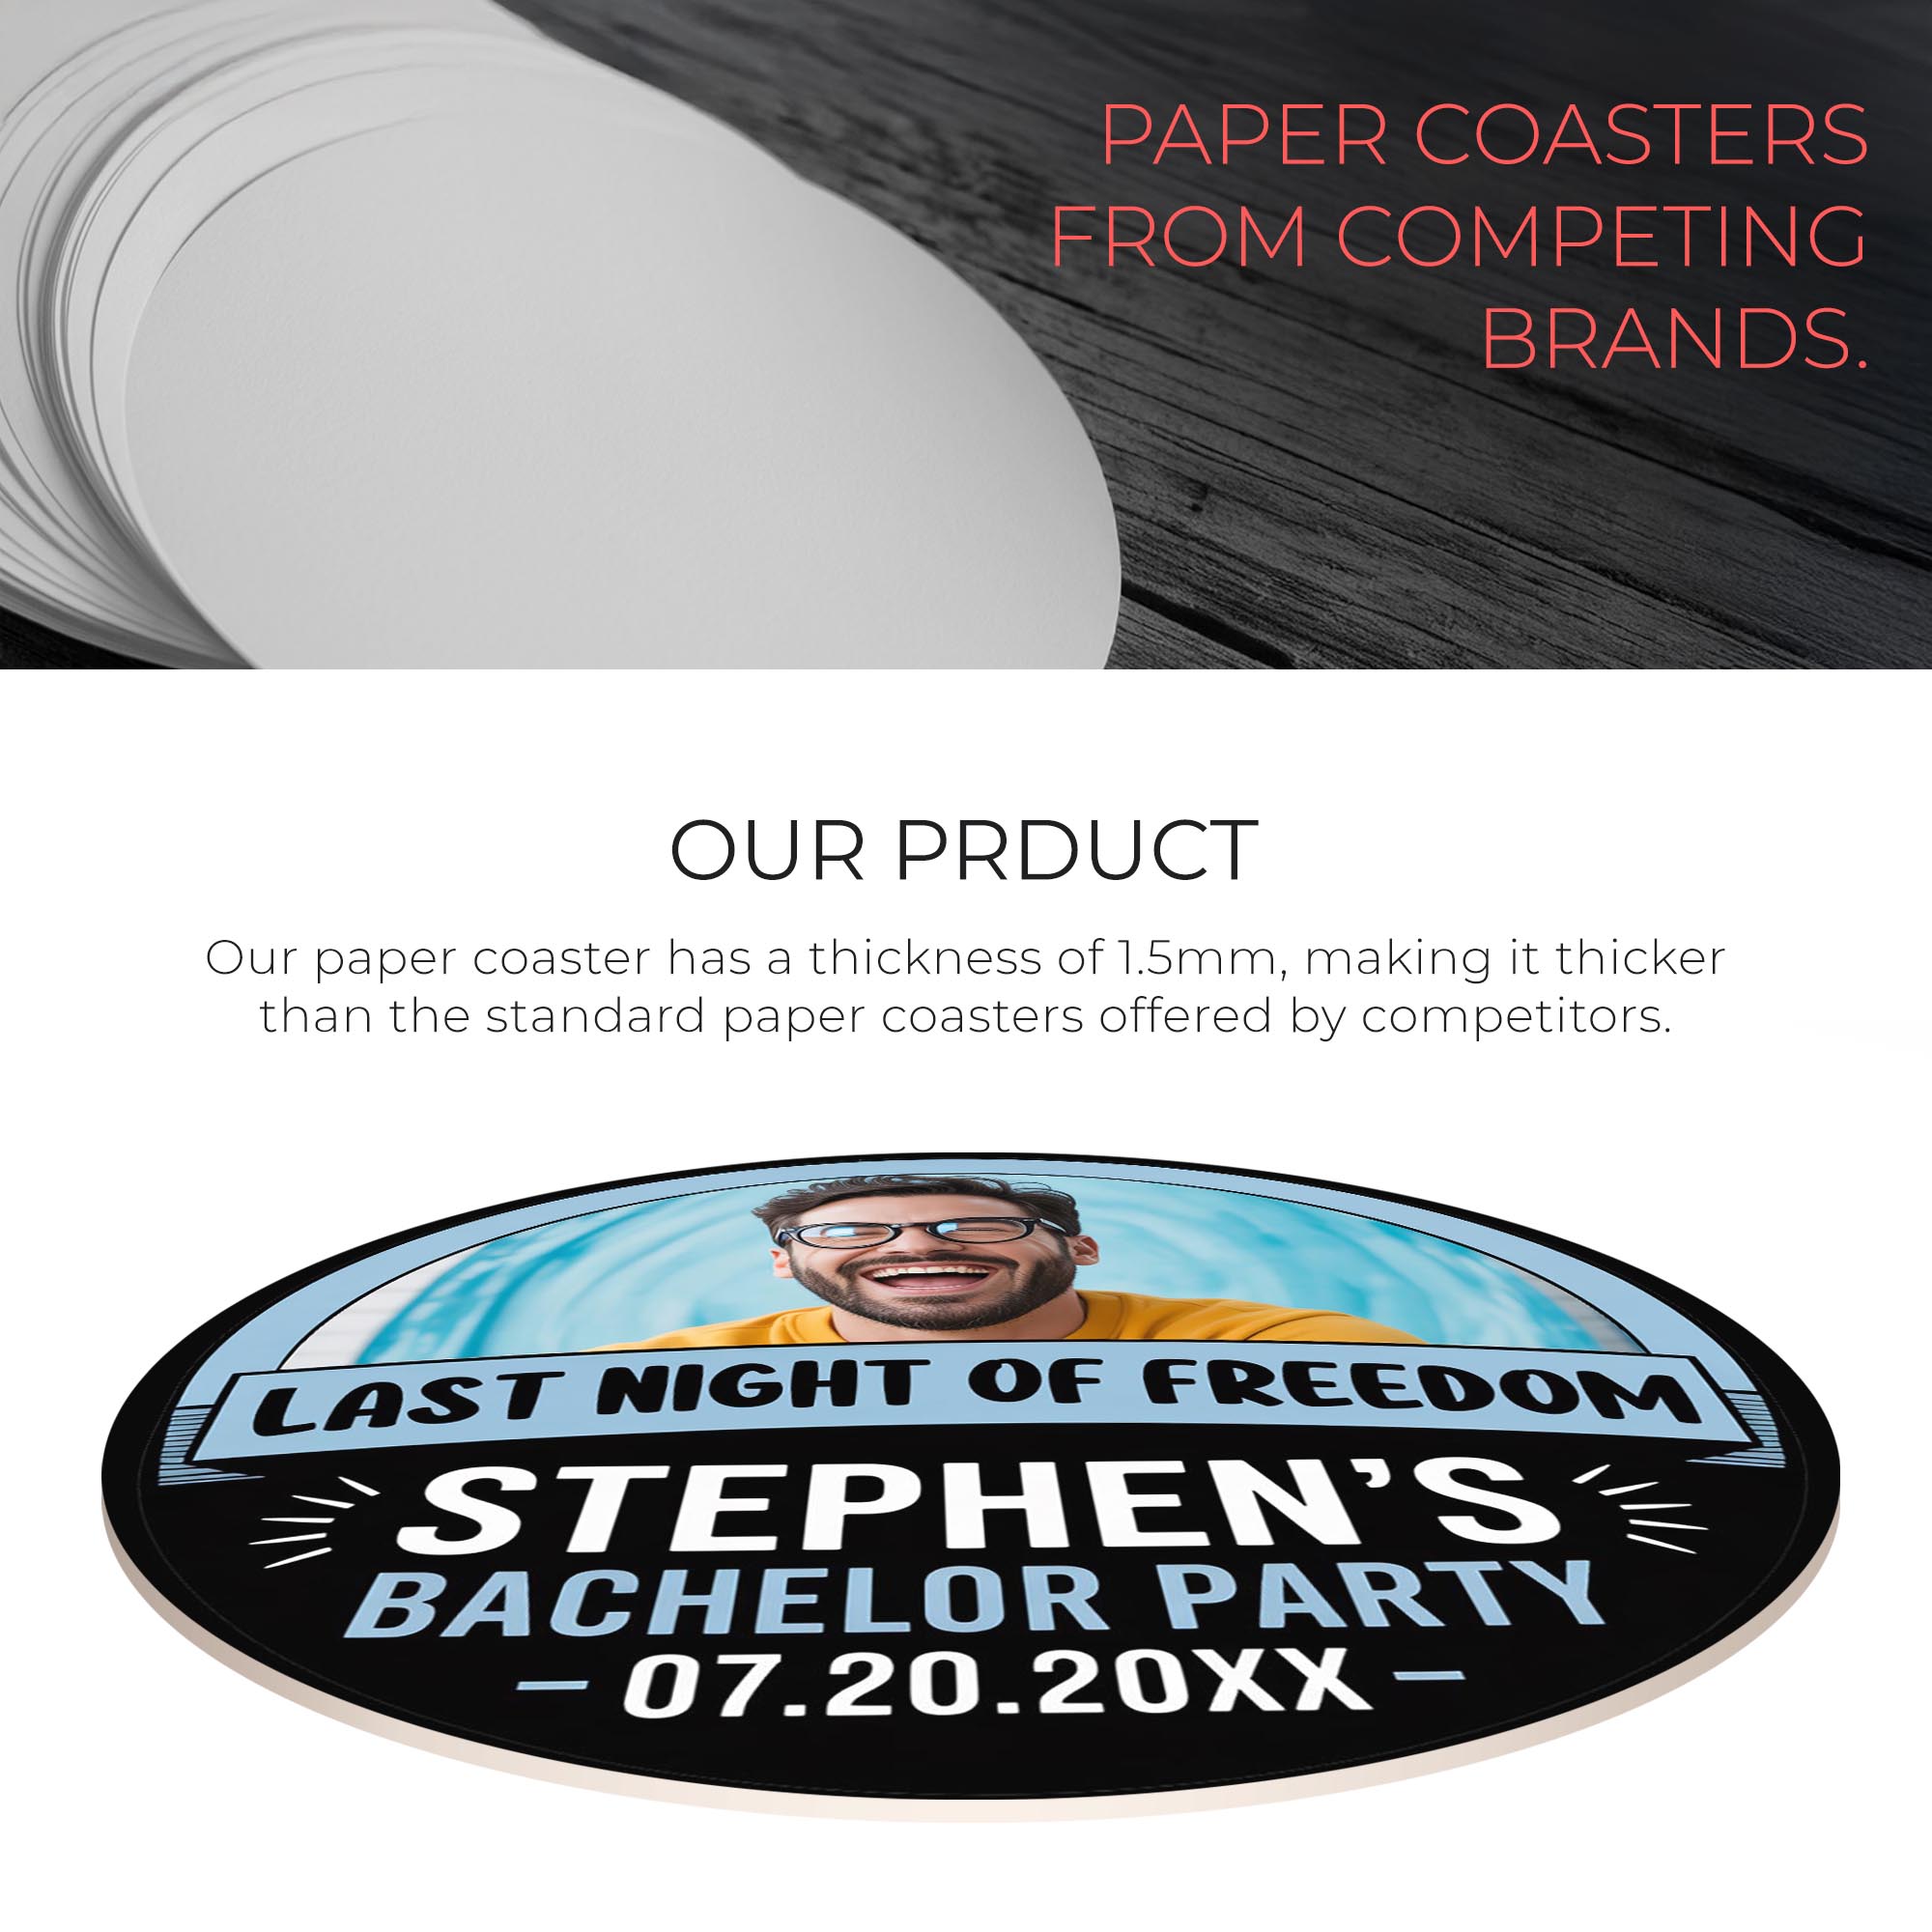 PAPER COASTERS
FROM COMPETING
BRANDS.
OUR PRDUCT
Our paper coaster has a thickness of 1.5mm, making it thicker
than the standard paper coasters offered by competitors.
LAST NIGHT OF FREEDOM
STEPHEN'S
BACHELOR PARTY
- 07.20.20XX -